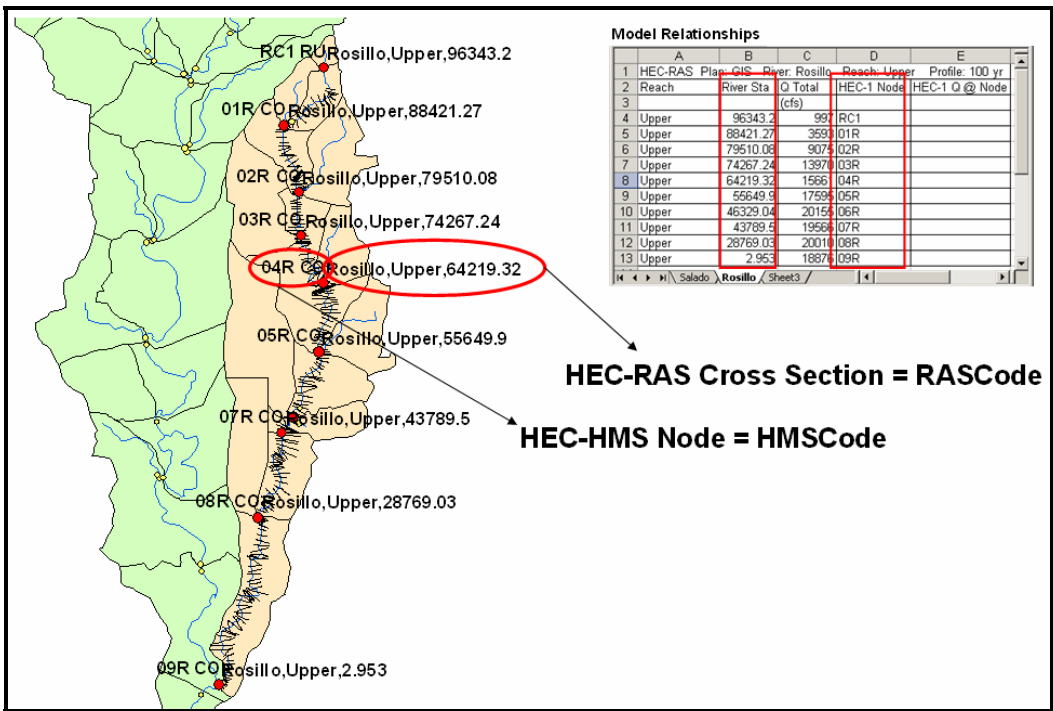 RC1 RU Rosillo,Upper,96343.2
01R CO Rosillo,Upper,88421.27
02R CO Rosillo,Upper,79510.08
03R CO Rosillo,Upper,74267.24
04R CO Rosillo,Upper,64219.32
05R CO Rosillo,Upper,55649.9
07R CO Rosillo,Upper,43789.5
08R CO Rosillo,Upper,28769.03
09R CO Rosillo,Upper,2.953
Model Relationships
A B C D E
1 HEC-RAS Plan: GIS River: Rosillo Reach: Upper Profile: 100 yr
2 Reach River Sta Q Total HEC-1 Node HEC-1 Q @ Node
3 (cfs)
4 Upper 96343.2 997 RC1
5 Upper 88421.27 3593 01R
6 Upper 79510.08 9075 02R
7 Upper 74267.24 13970 03R
8 Upper 64219.32 15661 04R
9 Upper 55649.9 17595 05R
10 Upper 46329.04 20155 06R
11 Upper 43789.5 19566 07R
12 Upper 28769.03 20010 08R
13 Upper 2.953 18876 09R
Salado Rosillo Sheet3
HEC-RAS Cross Section = RASCode
HEC-HMS Node = HMSCode